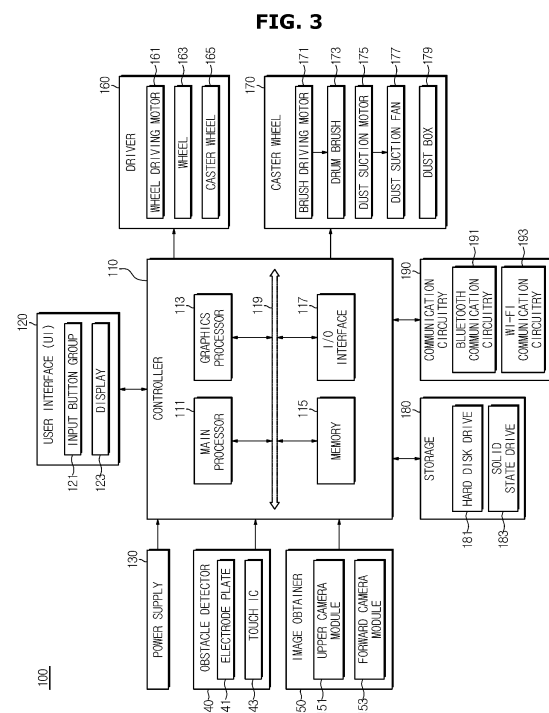 FIG. 3
100
120
USER INTERFACE (UI)
INPUT BUTTON GROUP
121
DISPLAY
123
130
POWER SUPPLY
OBSTACLE DETECTOR
40
ELECTRODE PLATE
41
TOUCH IC
43
IMAGE OBTAINER
50
UPPER CAMERA
MODULE
51
FORWARD CAMERA
MODULE
53
110
CONTROLLER
111
MAIN
PROCESSOR
113
GRAPHICS
PROCESSOR
119
115
MEMORY
117
I/O
INTERFACE
160
DRIVER
WHEEL DRIVING MOTOR
161
WHEEL
163
CASTER WHEEL
165
170
CASTER WHEEL
BRUSH DRIVING MOTOR
171
DRUM BRUSH
173
DUST SUCTION MOTOR
175
DUST SUCTION FAN
177
DUST BOX
179
180
STORAGE
HARD DISK DRIVE
181
SOLID
STATE DRIVE
183
190
COMMUNICATION
CIRCUITRY
BLUETOOTH
COMMUNICATION
CIRCUITRY
191
WI-FI
COMMUNICATION
CIRCUITRY
193